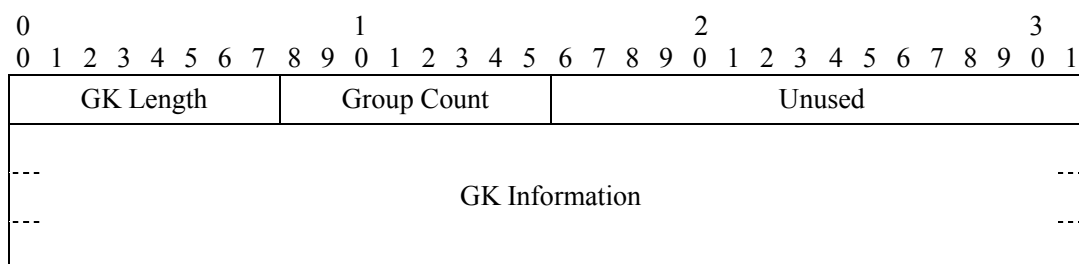 0 1 2 3
0 1 2 3 4 5 6 7 8 9 0 1 2 3 4 5 6 7 8 9 0 1 2 3 4 5 6 7 8 9 0 1
GK Length Group Count Unused
GK Information